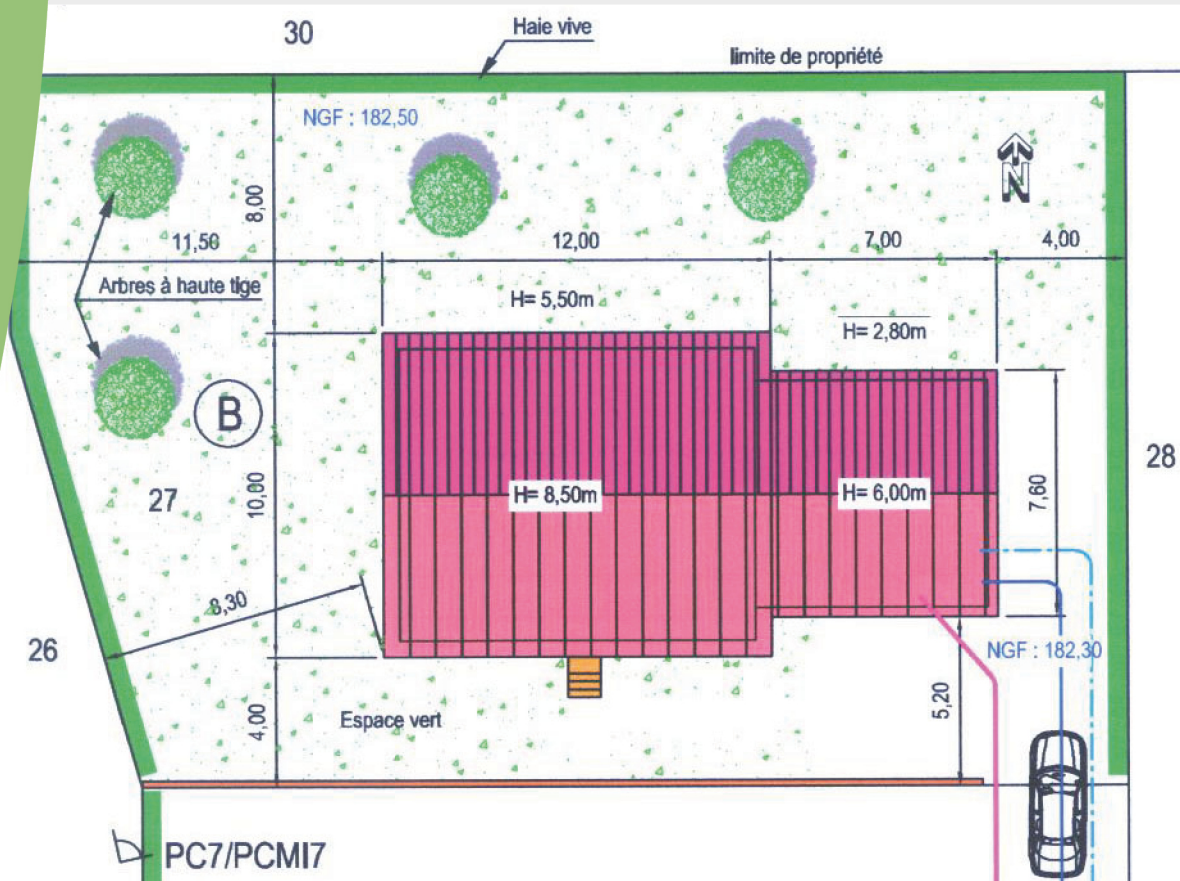 30
Haie vive
limite de propriété
NGF : 182,50
N
8,00
11,50
12,00
7,00
4,00
Arbres à haute tige
H= 5,50m
H= 2,80m
B
28
27
10,00
H= 8,50m
H= 6,00m
7,60
8,30
26
NGF : 182,30
4,00
Espace vert
5,20
PC7/PCMI7